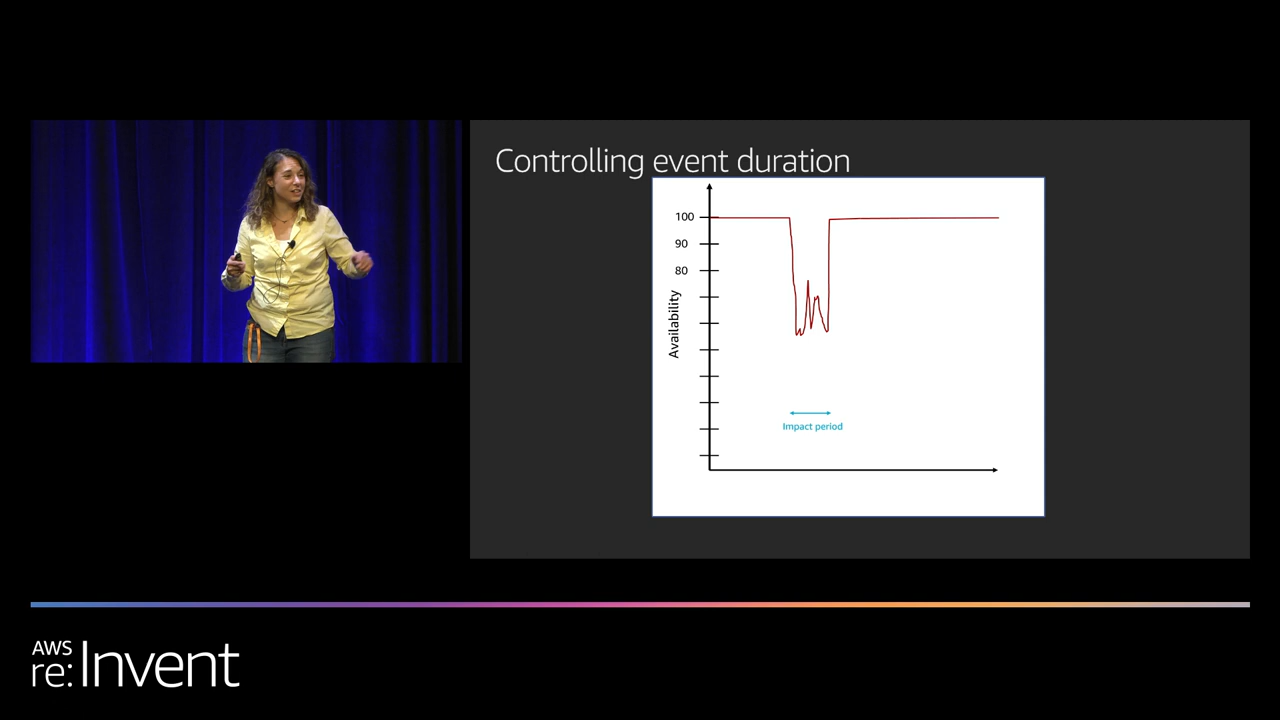 Controlling event duration
100
90
80
Availability
Impact period
AWS
re:Invent